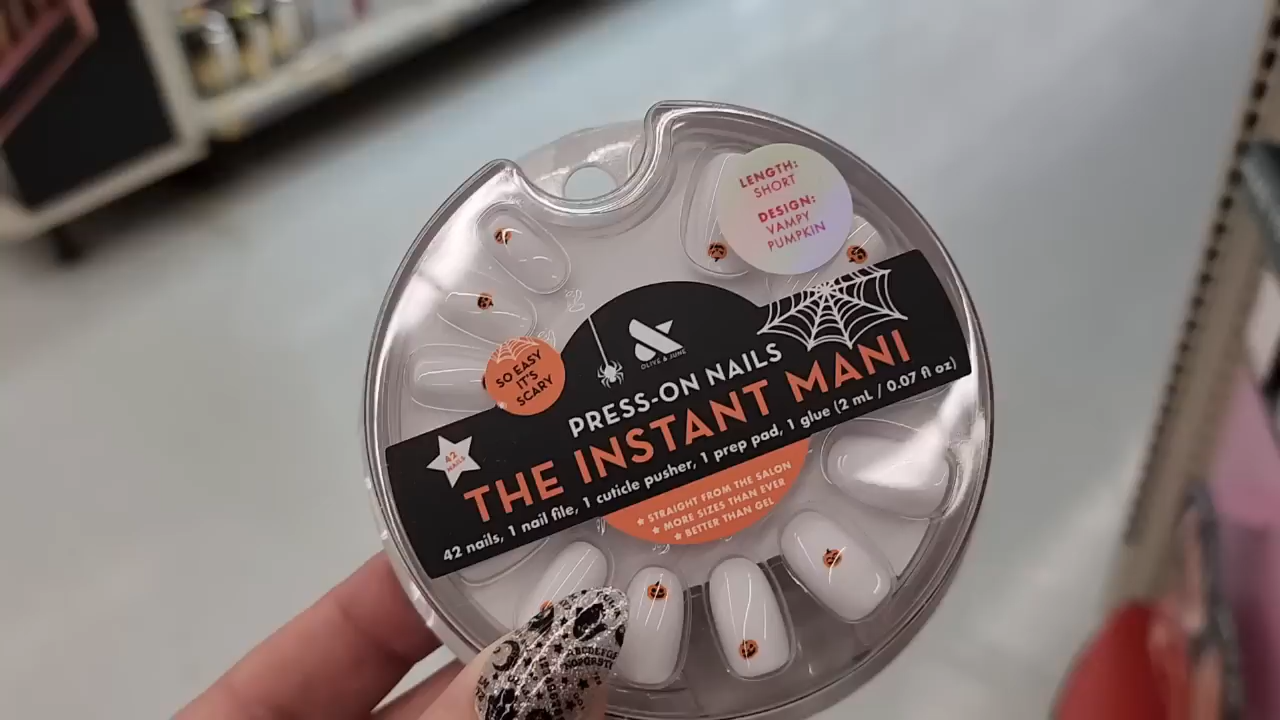 LENGTH:
SHORT
DESIGN:
VAMPY
PUMPKIN
OLIVE & JUNE
SO EASY
IT'S
SCARY
PRESS-ON NAILS
THE INSTANT MANI
42
NAILS
42 nails, 1 nail file, 1 cuticle pusher, 1 prep pad, 1 glue (2 mL / 0.07 fl oz)
★ STRAIGHT FROM THE SALON
★ MORE SIZES THAN EVER
★ BETTER THAN GEL
ABCDEFG